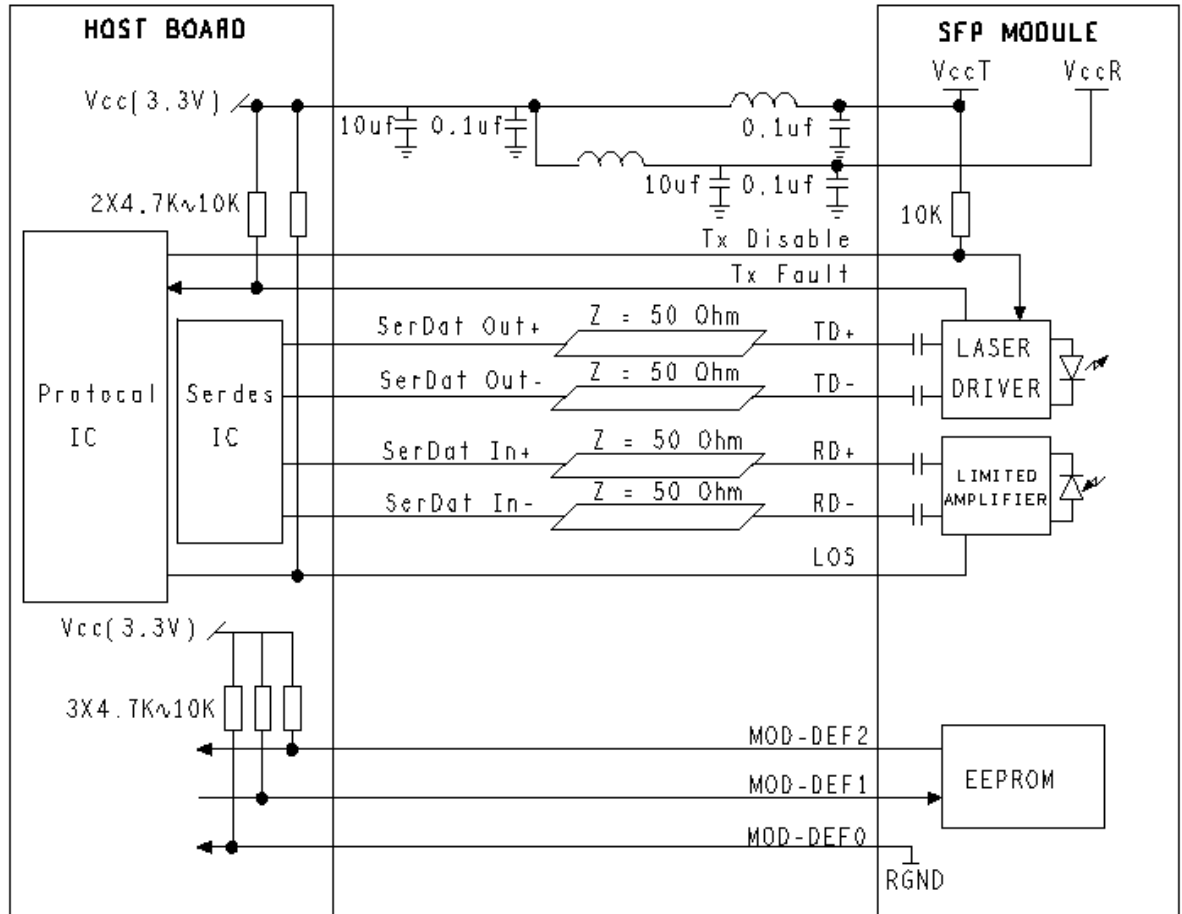 HOST BOARD
SFP MODULE
VccT
VccR
Vcc(3.3V)
10uf
0.1uf
0.1uf
10uf
0.1uf
2X4.7K∿10K
10K
Tx Disable
Tx Fault
SerDat Out+
Z = 50 Ohm
TD+
LASER
DRIVER
SerDat Out-
Z = 50 Ohm
TD-
Protocal
IC
Serdes
IC
SerDat In+
Z = 50 Ohm
RD+
LIMITED
AMPLIFIER
SerDat In-
Z = 50 Ohm
RD-
LOS
Vcc(3.3V)
3X4.7K∿10K
MOD-DEF2
MOD-DEF1
EEPROM
MOD-DEF0
RGND